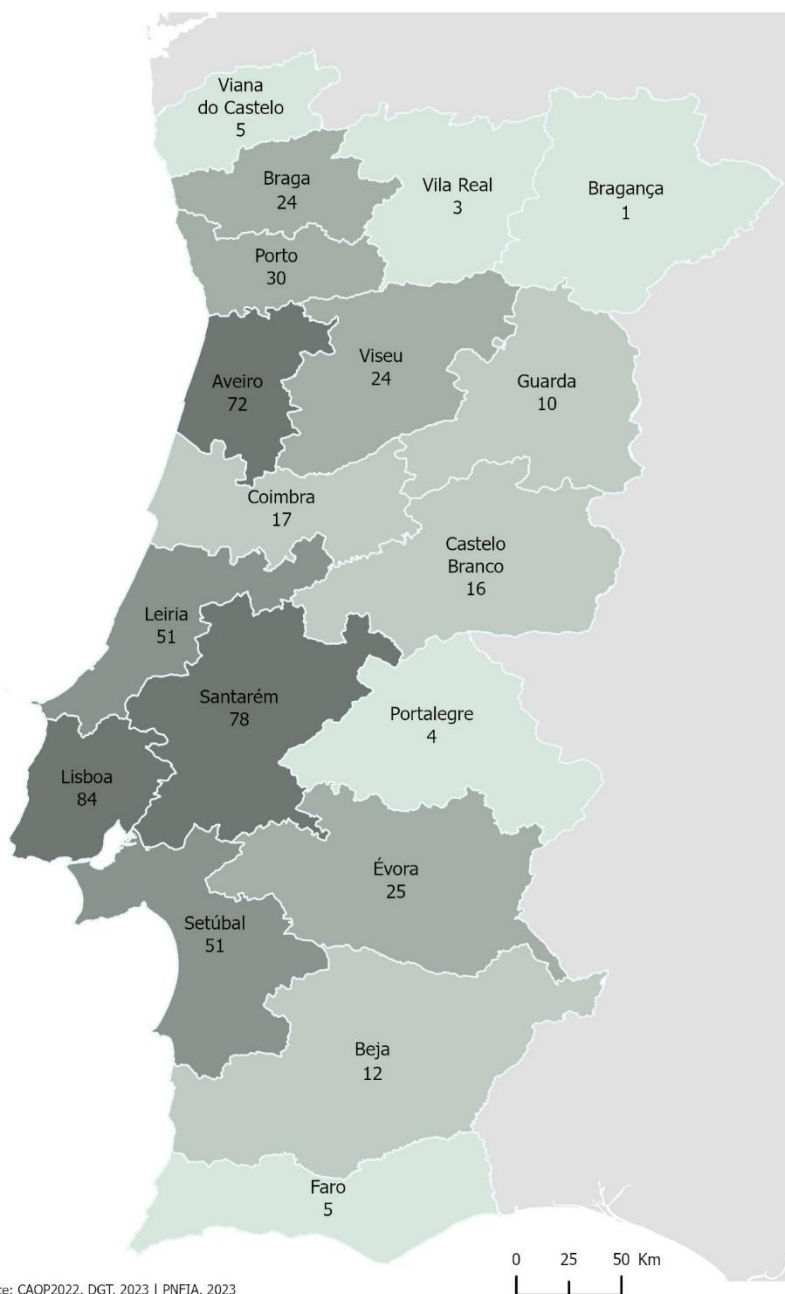 Viana
do Castelo
5
Braga
24
Vila Real
3
Bragança
1
Porto
30
Aveiro
72
Viseu
24
Guarda
10
Coimbra
17
Castelo
Branco
16
Leiria
51
Santarém
78
Portalegre
4
Lisboa
84
Évora
25
Setúbal
51
Beja
12
Faro
5
0 25 50 Km
CAOP2022, DGT, 2023 | PNFIA, 2023